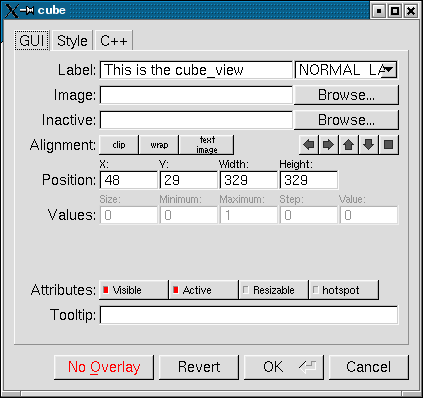 cube
GUI Style C++
Label: This is the cube_view NORMAL LA
Image: Browse...
Inactive: Browse...
Alignment: clip wrap text image
X: Y: Width: Height:
Position: 48 29 329 329
Size: Minimum: Maximum: Step: Value:
Values: 0 0 1 0 0
Attributes: Visible Active Resizable hotspot
Tooltip:
No Overlay Revert OK Cancel